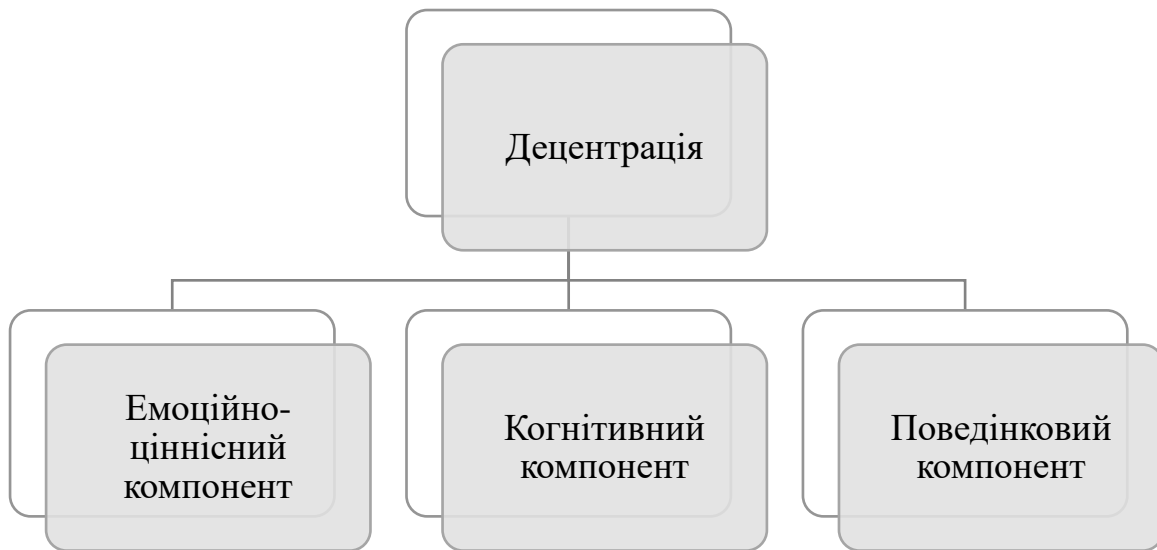 Децентрація
Емоційно-
ціннісний
компонент
Когнітивний
компонент
Поведінковий
компонент